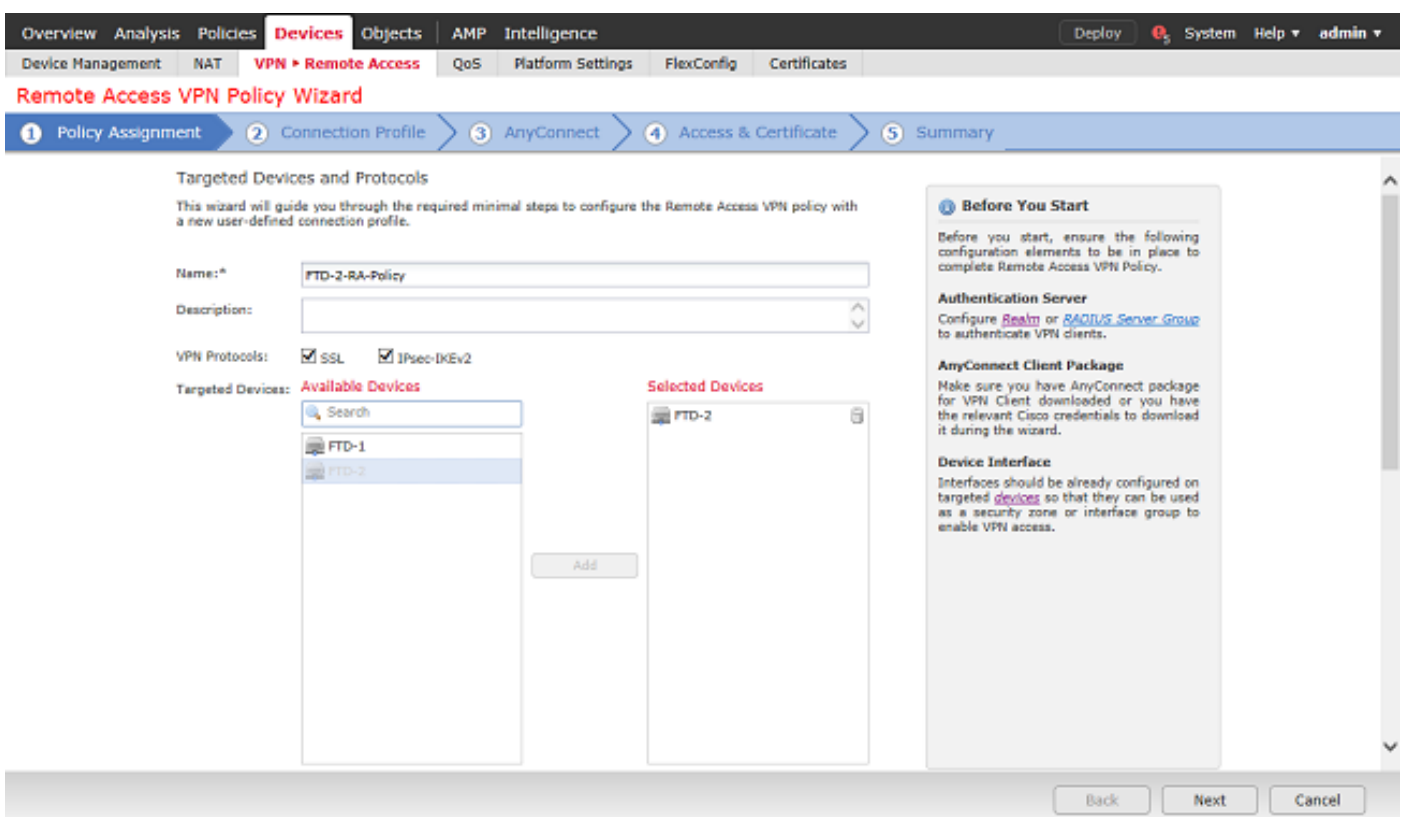 Overview Analysis Policies Devices Objects AMP Intelligence Deploy 5 System Help ▾ admin ▾
Device Management NAT VPN ▸ Remote Access QoS Platform Settings FlexConfig Certificates
Remote Access VPN Policy Wizard
1 Policy Assignment 2 Connection Profile 3 AnyConnect 4 Access & Certificate 5 Summary
Targeted Devices and Protocols
This wizard will guide you through the required minimal steps to configure the Remote Access VPN policy with
a new user-defined connection profile.
Name:* FTD-2-RA-Policy
Description:
VPN Protocols: SSL IPsec-IKEv2
Targeted Devices: Available Devices Selected Devices
Search
FTD-1
FTD-2
FTD-2
Add
Before You Start
Before you start, ensure the following
configuration elements to be in place to
complete Remote Access VPN Policy.
Authentication Server
Configure Realm or RADIUS Server Group
to authenticate VPN clients.
AnyConnect Client Package
Make sure you have AnyConnect package
for VPN Client downloaded or you have
the relevant Cisco credentials to download
it during the wizard.
Device Interface
Interfaces should be already configured on
targeted devices so that they can be used
as a security zone or interface group to
enable VPN access.
Back Next Cancel